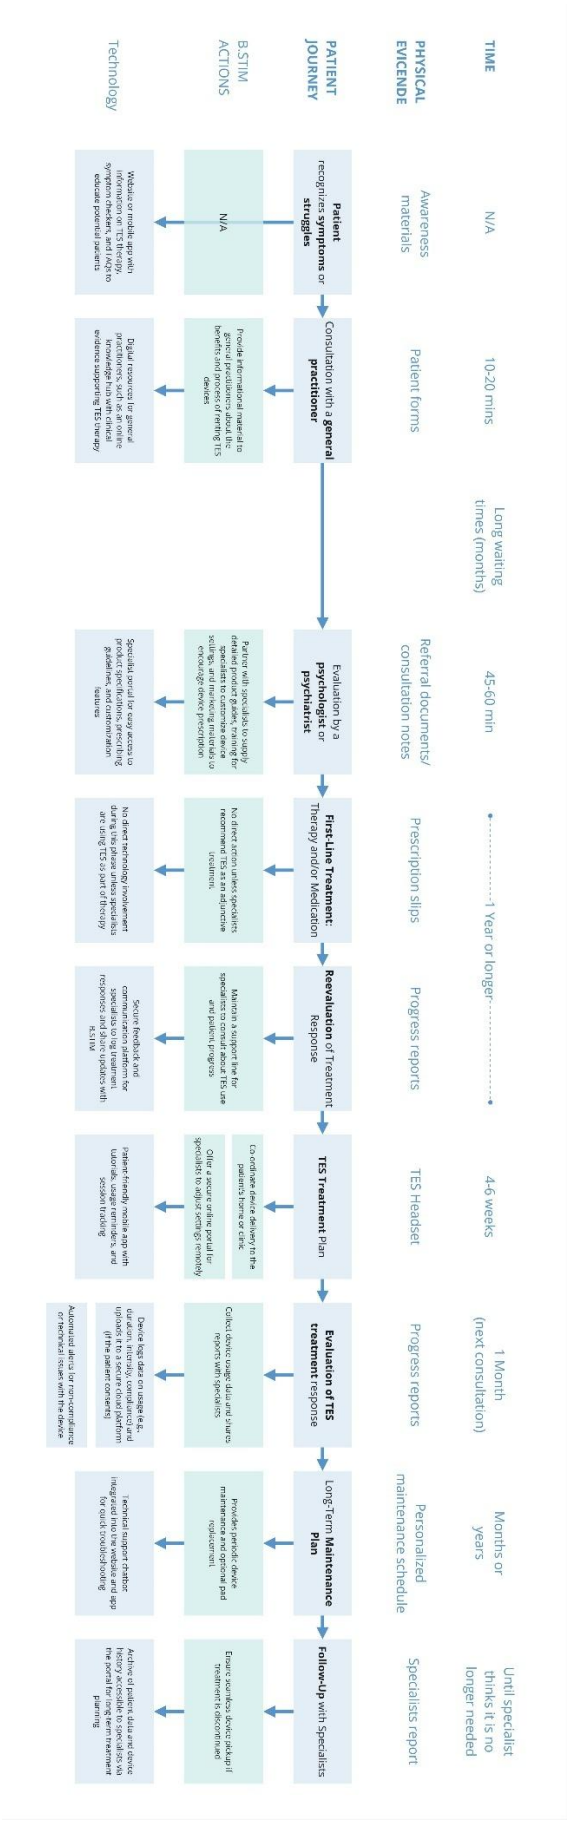 TIME
N/A
10-20 mins
Long waiting
times (months)
45-60 min
1 Year or longer
4-6 weeks
1 Month
(next consultation)
Months or
years
Until specialist
thinks it is no
longer needed
PHYSICAL
EVICENDE
Awareness
materials
Patient forms
Referral documents/
consultation notes
Prescription slips
Progress reports
TES Headset
Progress reports
Personalized
maintenance schedule
Specialists report
PATIENT
JOURNEY
Patient
recognizes symptoms or
struggles
Consultation with a general
practitioner
Evaluation by a
psychologist or
psychiatrist
First-Line Treatment:
Therapy and/or Medication
Reevaluation of Treatment
Response
TES Treatment Plan
Evaluation of TES
treatment response
Long-Term Maintenance
Plan
Follow-Up with Specialists
B.STIM
ACTIONS
N/A
Provide informational material to
general practitioners about the
benefits and process of renting TES
devices
Partner with specialists to supply
detailed product guides, training for
specialists to customize device
settings, and marketing materials to
encourage device prescription
No direct action unless specialists
recommend TES as an adjunctive
treatment
Maintain a support line for
specialists to consult about TES use
and patient progress
Co-ordinate device delivery to the
patient's home or clinic
Offer a secure online portal for
specialists to adjust settings remotely
Collect device usage data and shares
reports with specialists
Provides periodic device
maintenance and optional pad
replacement
Ensure seamless device pickup if
treatment is discontinued
Technology
Website or mobile app with
information on TES therapy,
symptom checkers, and FAQs to
educate potential patients
Digital resources for general
practitioners, such as an online
knowledge hub with clinical
evidence supporting TES therapy
Specialist portal for easy access to
product specifications, prescribing
guidelines, and customization
features
No direct technology involvement
during this phase unless specialists
are using TES as part of therapy
Secure feedback and
communication platform for
specialists to log treatment
responses and share updates with
B.STIM
Patient-friendly mobile app with
tutorials, usage reminders, and
session tracking
Device logs data on usage (e.g.,
duration, intensity, compliance) and
uploads it to a secure cloud platform
(if the patient consents)
Automated alerts for non-compliance
or technical issues with the device
Technical support chatbot
integrated into the website and app
for quick troubleshooting
Archive of patient data and device
history accessible to specialists via
the portal for long-term treatment
planning